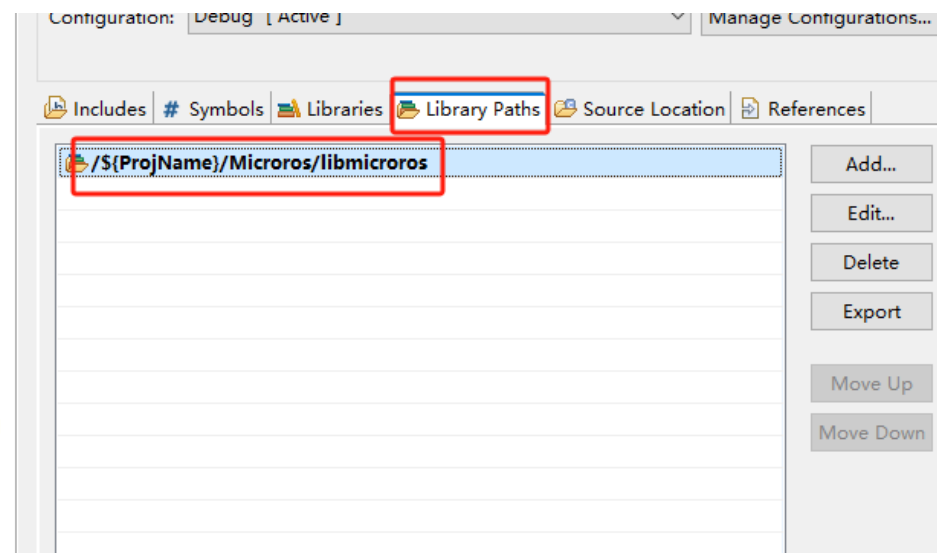 Configuration: Debug [ Active ] Manage Configurations...
Includes # Symbols Libraries Library Paths Source Location References
/${ProjName}/Microros/libmicroros
Add...
Edit...
Delete
Export
Move Up
Move Down